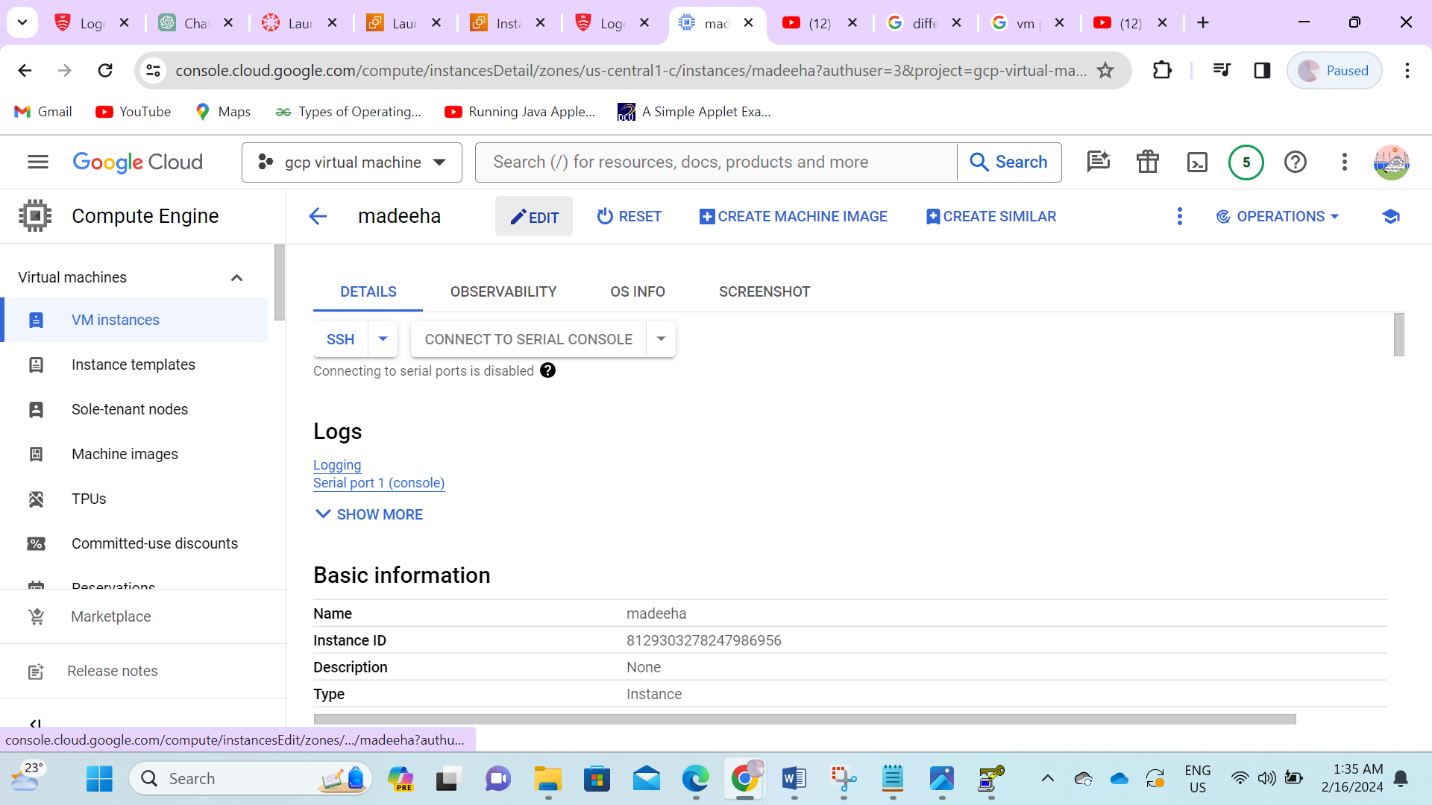 Logo
Chat
Laun
Laun
Insta
Logo
mad
(12)
diffe
vm p
(12)
console.cloud.google.com/compute/instancesDetail/zones/us-central1-c/instances/madeeha?authuser=3&project=gcp-virtual-ma...
Paused
Gmail
YouTube
Maps
Types of Operating...
Running Java Apple...
A Simple Applet Exa...
Google Cloud
gcp virtual machine
Search (/) for resources, docs, products and more
Search
5
Compute Engine
madeeha
EDIT
RESET
CREATE MACHINE IMAGE
CREATE SIMILAR
OPERATIONS
Virtual machines
VM instances
Instance templates
Sole-tenant nodes
Machine images
TPUs
Committed-use discounts
Reservations
Marketplace
Release notes
DETAILS
OBSERVABILITY
OS INFO
SCREENSHOT
SSH
CONNECT TO SERIAL CONSOLE
Connecting to serial ports is disabled
Logs
Logging
Serial port 1 (console)
SHOW MORE
Basic information
Name madeeha
Instance ID 8129303278247986956
Description None
Type Instance
console.cloud.google.com/compute/instancesEdit/zones/.../madeeha?authu...
23°
Search
PRE
ENG
US
1:35 AM
2/16/2024